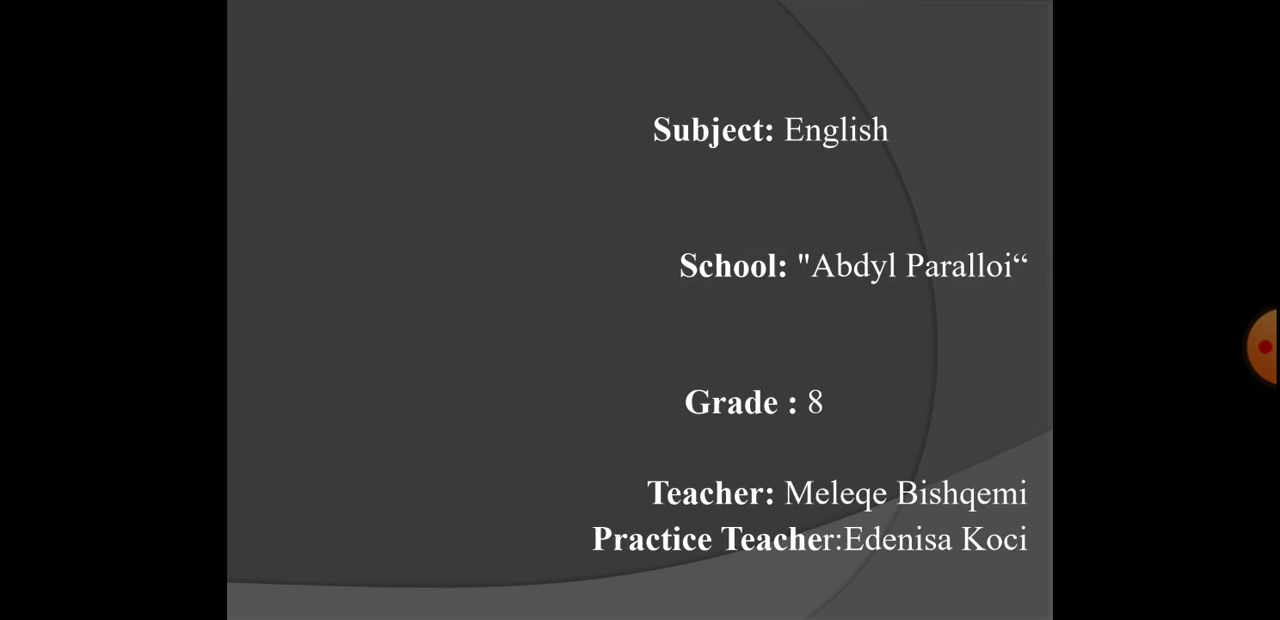 Subject: English
School: "Abdyl Paralloi“
Grade : 8
Teacher: Meleqe Bishqemi
Practice Teacher:Edenisa Koci